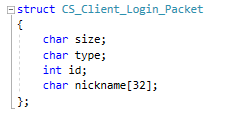 struct CS_Client_Login_Packet
{
    char size;
    char type;
    int id;
    char nickname[32];
};